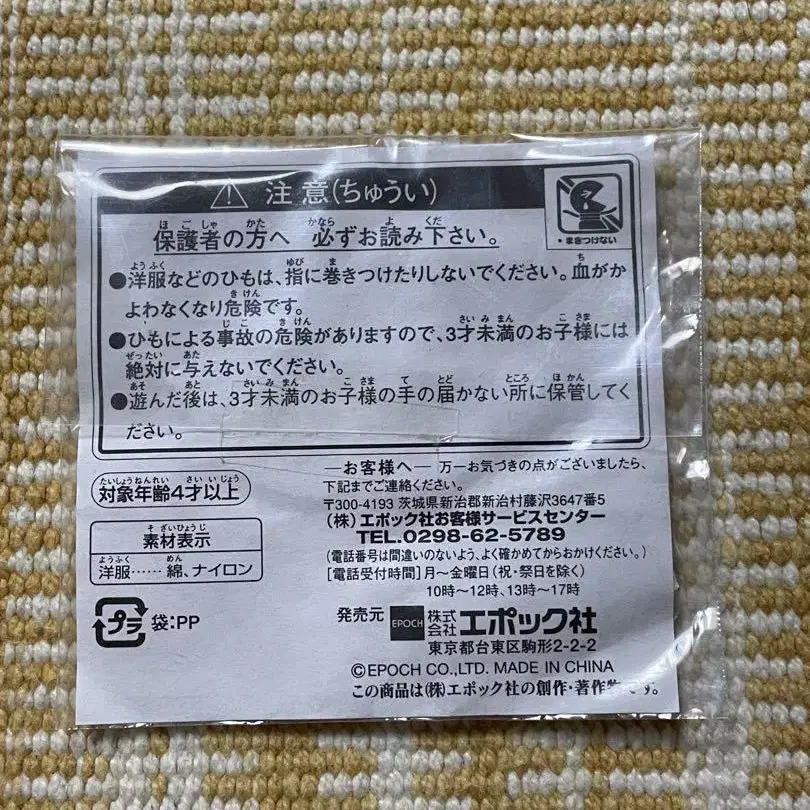 注意(ちゅうい)
・まきつけない
保護者の方へ 必ずお読み下さい。
●洋服などのひもは、指に巻きつけたりしないでください。血がか
よわなくなり危険です。
●ひもによる事故の危険がありますので、3才未満のお子様には
絶対に与えないでください。
●遊んだ後は、3才未満のお子様の手の届かない所に保管してく
ださい。
対象年齢4才以上
素材表示
洋服……綿、ナイロン
プラ 袋:PP
―お客様へ― 万一お気づきの点がございましたら、
下記までご連絡ください。
〒300-4193 茨城県新治郡新治村藤沢3647番5
(株)エポック社お客様サービスセンター
TEL.0298-62-5789
(電話番号は間違いのないよう、よく確かめてからおかけください。)
[電話受付時間]月〜金曜日(祝・祭日を除く)
10時〜12時、13時〜17時
発売元 EPOCH 株式会社エポック社
東京都台東区駒形2-2-2
©EPOCH CO.,LTD. MADE IN CHINA
この商品は(株)エポック社の創作・著作物です。